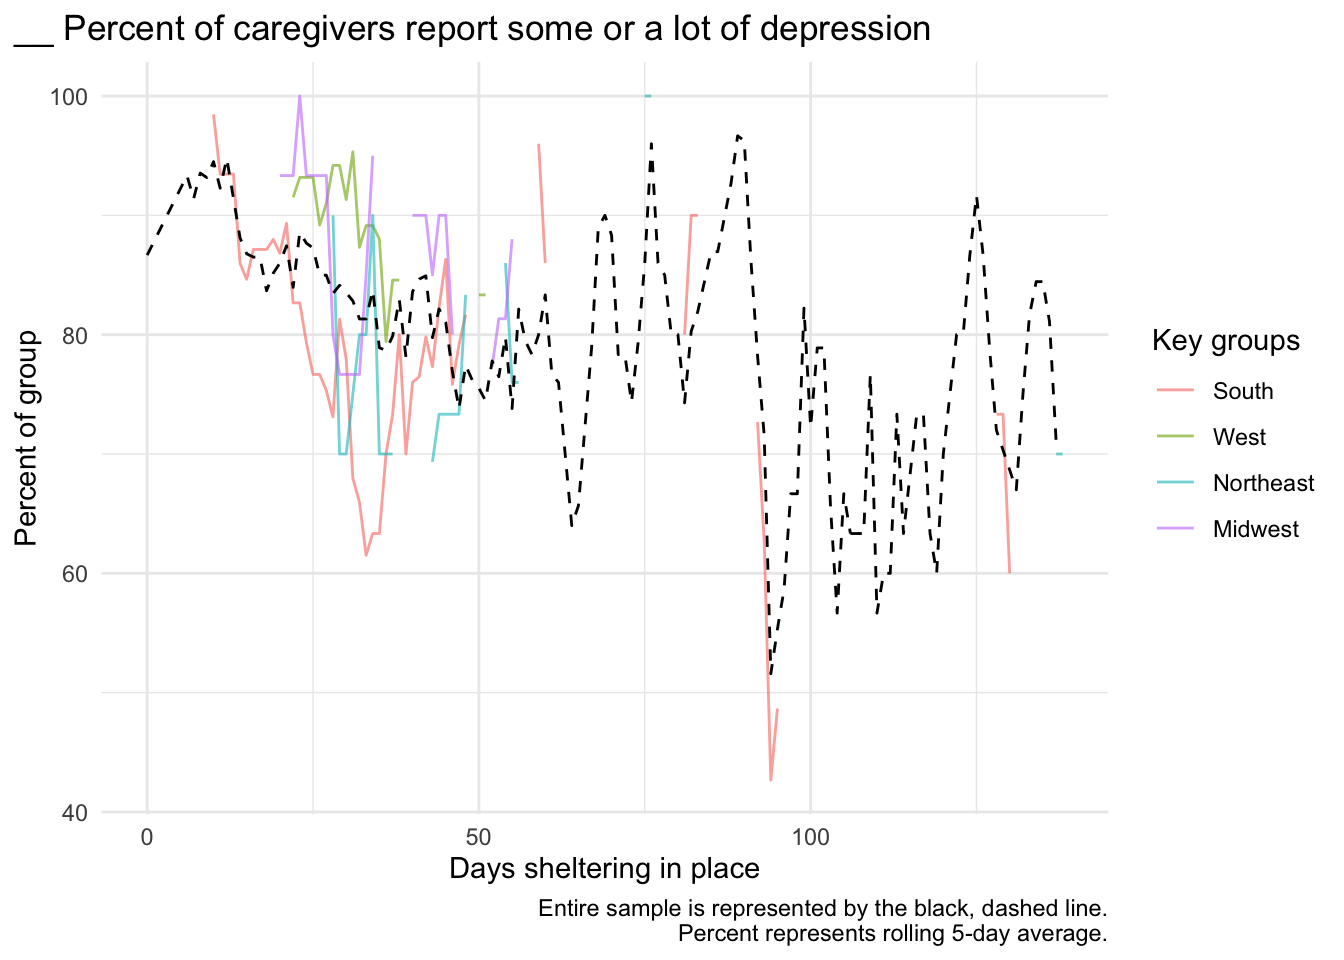 __ Percent of caregivers report some or a lot of depression
Percent of group
100
80
60
40
0
50
100
Days sheltering in place
Key groups
South
West
Northeast
Midwest
Entire sample is represented by the black, dashed line.
Percent represents rolling 5-day average.